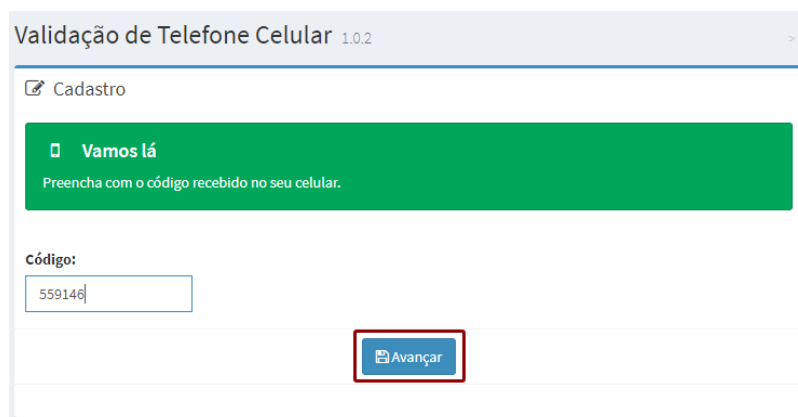 Validação de Telefone Celular 1.0.2 >
Cadastro
Vamos lá
Preencha com o código recebido no seu celular.
Código:
559146
Avançar